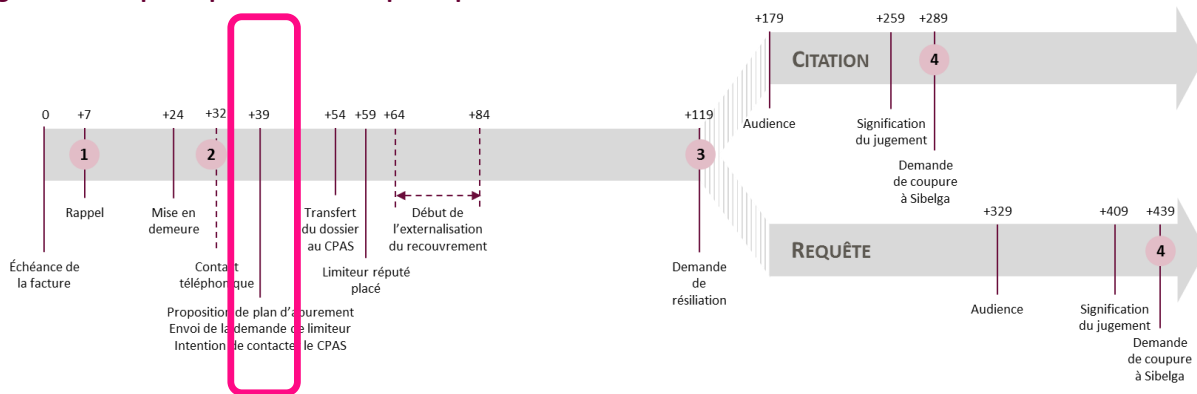 +179
+259
+289
CITATION
4
Audience
Signification
du jugement
Demande
de coupure
à Sibelga
0
+7
+24
+32
+39
+54
+59
+64
+84
+119
1
2
3
Rappel
Mise en
demeure
Transfert
du dossier
au CPAS
Début de
l'externalisation
du recouvrement
Échéance de
la facture
Contact
téléphonique
Limiteur réputé
placé
Demande
de
résiliation
Proposition de plan d'apurement
Envoi de la demande de limiteur
Intention de contacter le CPAS
+329
+409
+439
REQUÊTE
4
Audience
Signification
du jugement
Demande
de coupure
à Sibelga